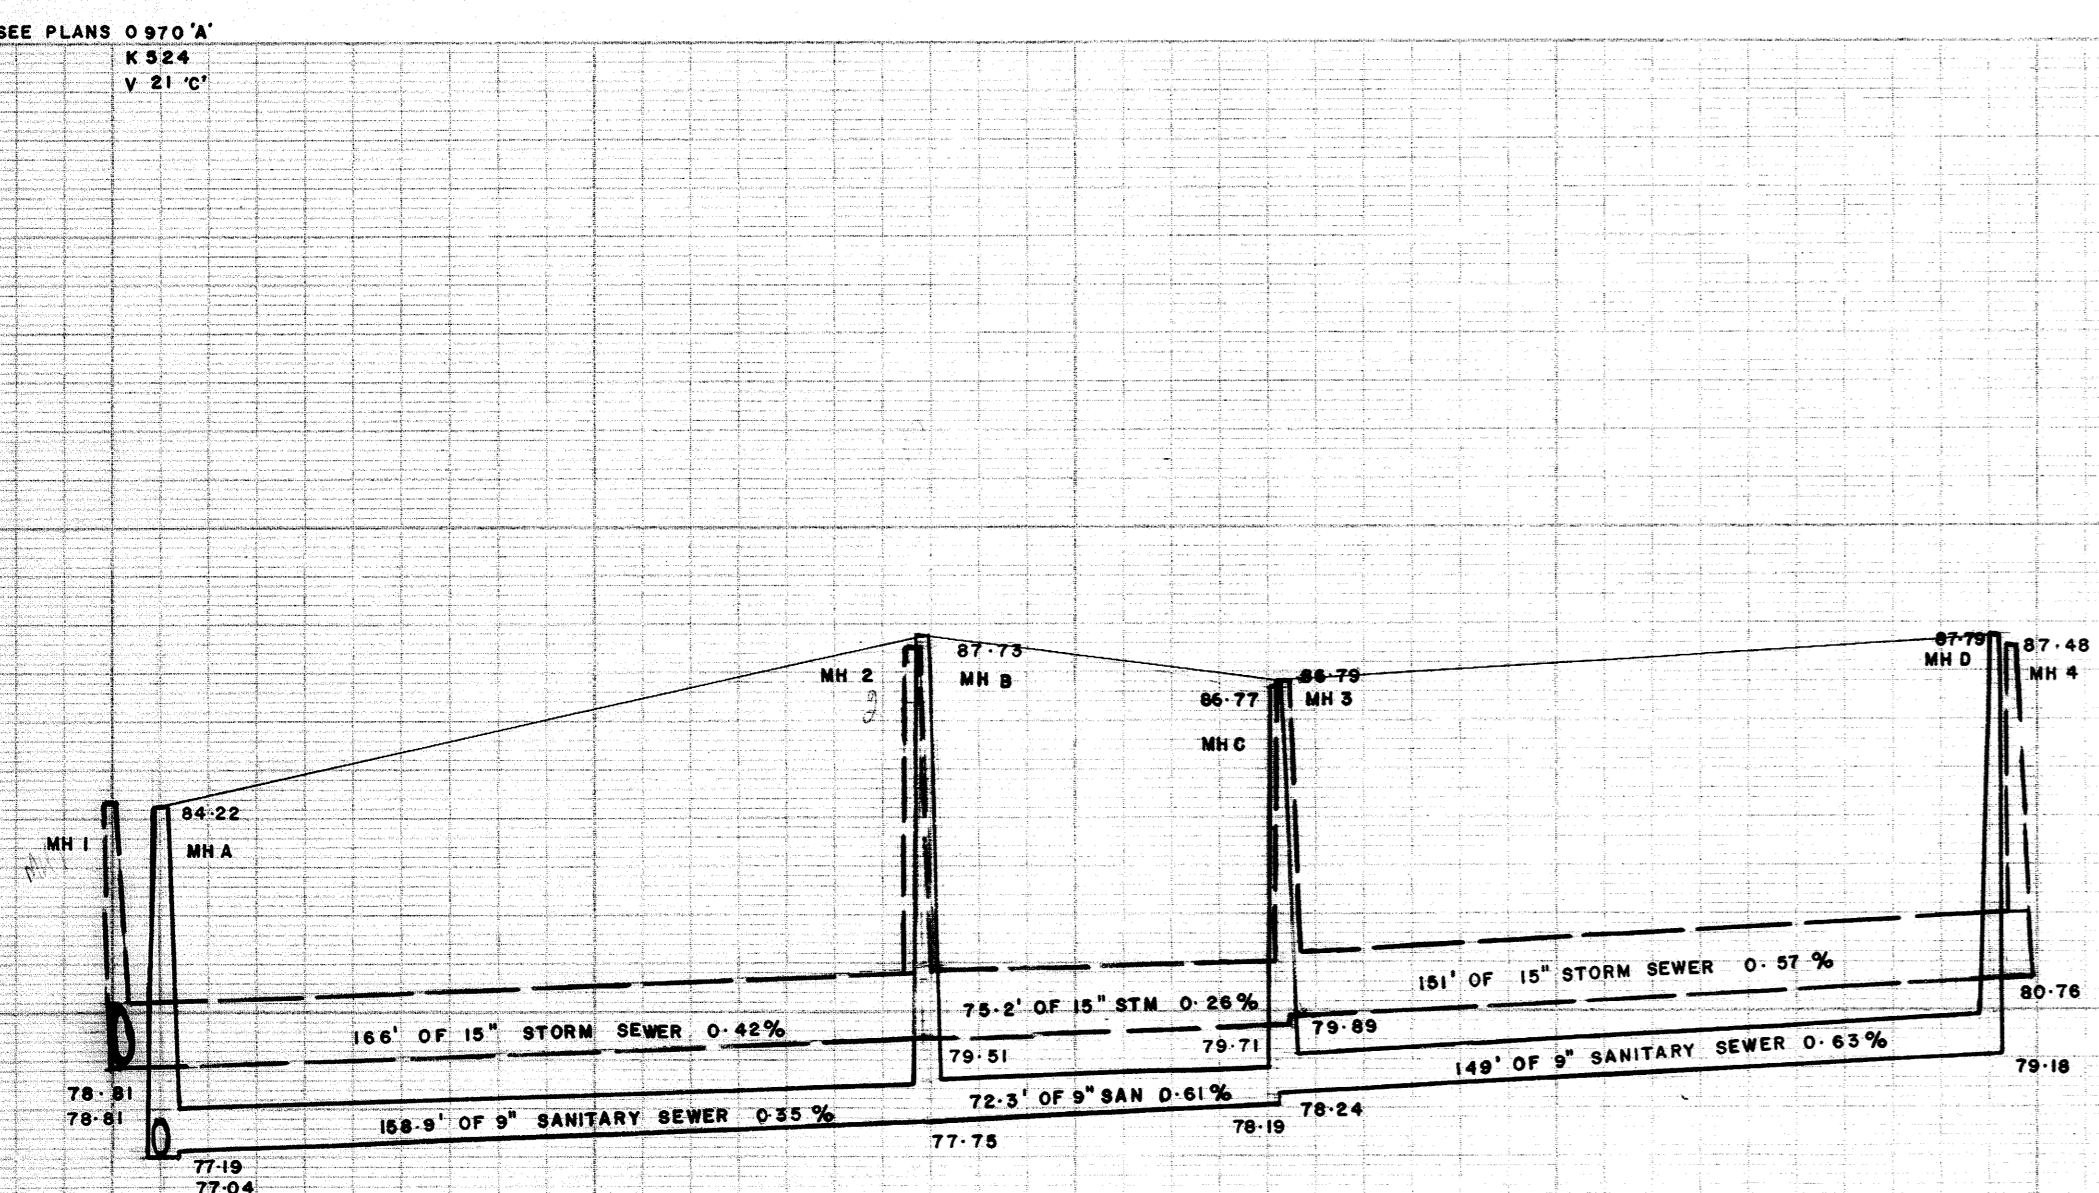 SEE PLANS O 970 'A'
K 524
V 21 'C'
87.73
MH 2
MH B
86.79
86.77
MH 3
MH C
87.79
MH D
87.48
MH 4
84.22
MH 1
MH A
151' OF 15" STORM SEWER 0.57 %
75.2' OF 15" STM 0.26 %
80.76
166' OF 15" STORM SEWER 0.42%
79.89
79.51
79.71
149' OF 9" SANITARY SEWER 0.63%
79.18
78.81
78.81
72.3' OF 9" SAN 0.61 %
78.24
158.9' OF 9" SANITARY SEWER 0.35 %
77.75
78.19
77.19
77.04